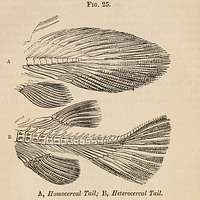 Fig. 25.
A
B
A, Homocercal Tail; B, Heterocercal Tail.